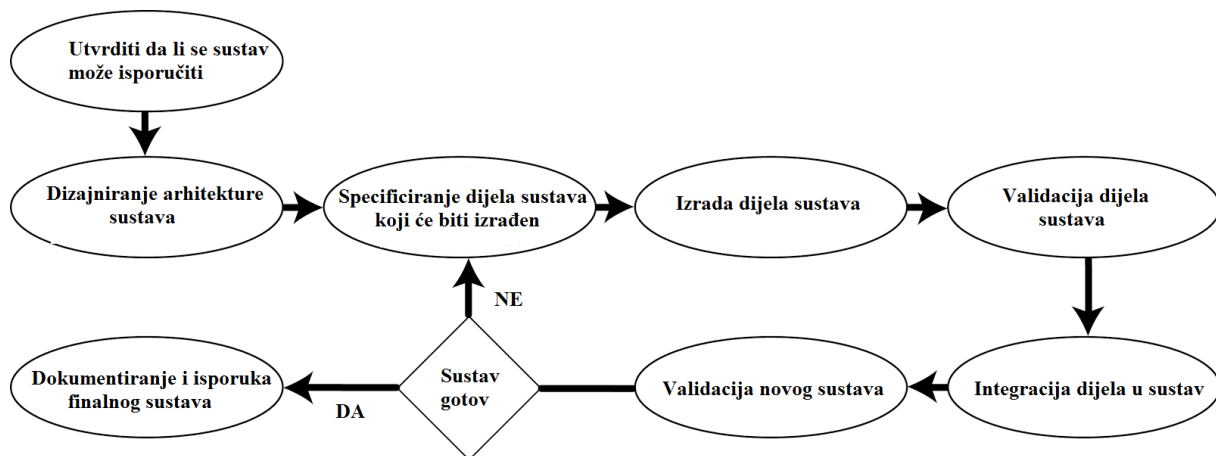 Utvrditi da li se sustav
može isporučiti
Dizajniranje arhitekture
sustava
Specificiranje dijela sustava
koji će biti izrađen
Izrada dijela sustava
Validacija dijela
sustava
NE
Dokumentiranje i isporuka
finalnog sustava
DA
Sustav
gotov
Validacija novog sustava
Integracija dijela u sustav